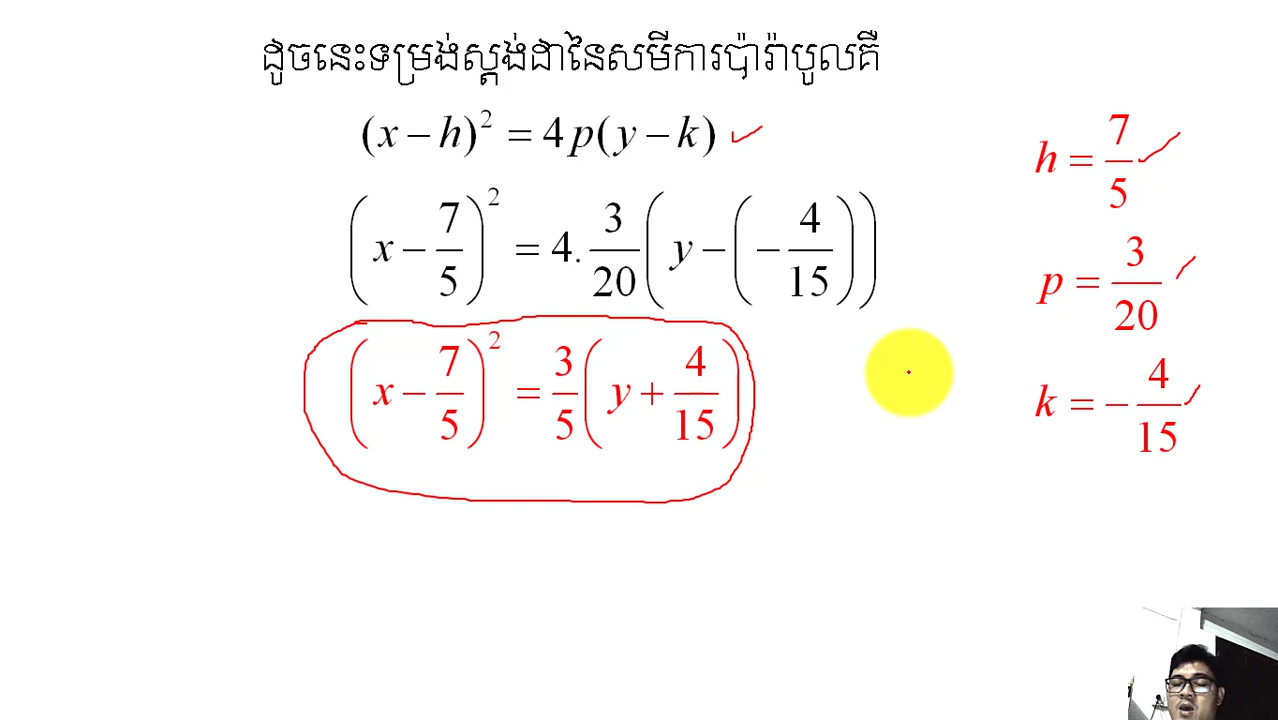 ដូចនេះទម្រង់ស្តង់ដានៃសមីការប៉ារ៉ាបូលគឺ
(x − h)² = 4p(y − k)
(x − 7/5)² = 4. 3/20 (y − (− 4/15))
(x − 7/5)² = 3/5 (y + 4/15)
h = 7/5
p = 3/20
k = − 4/15